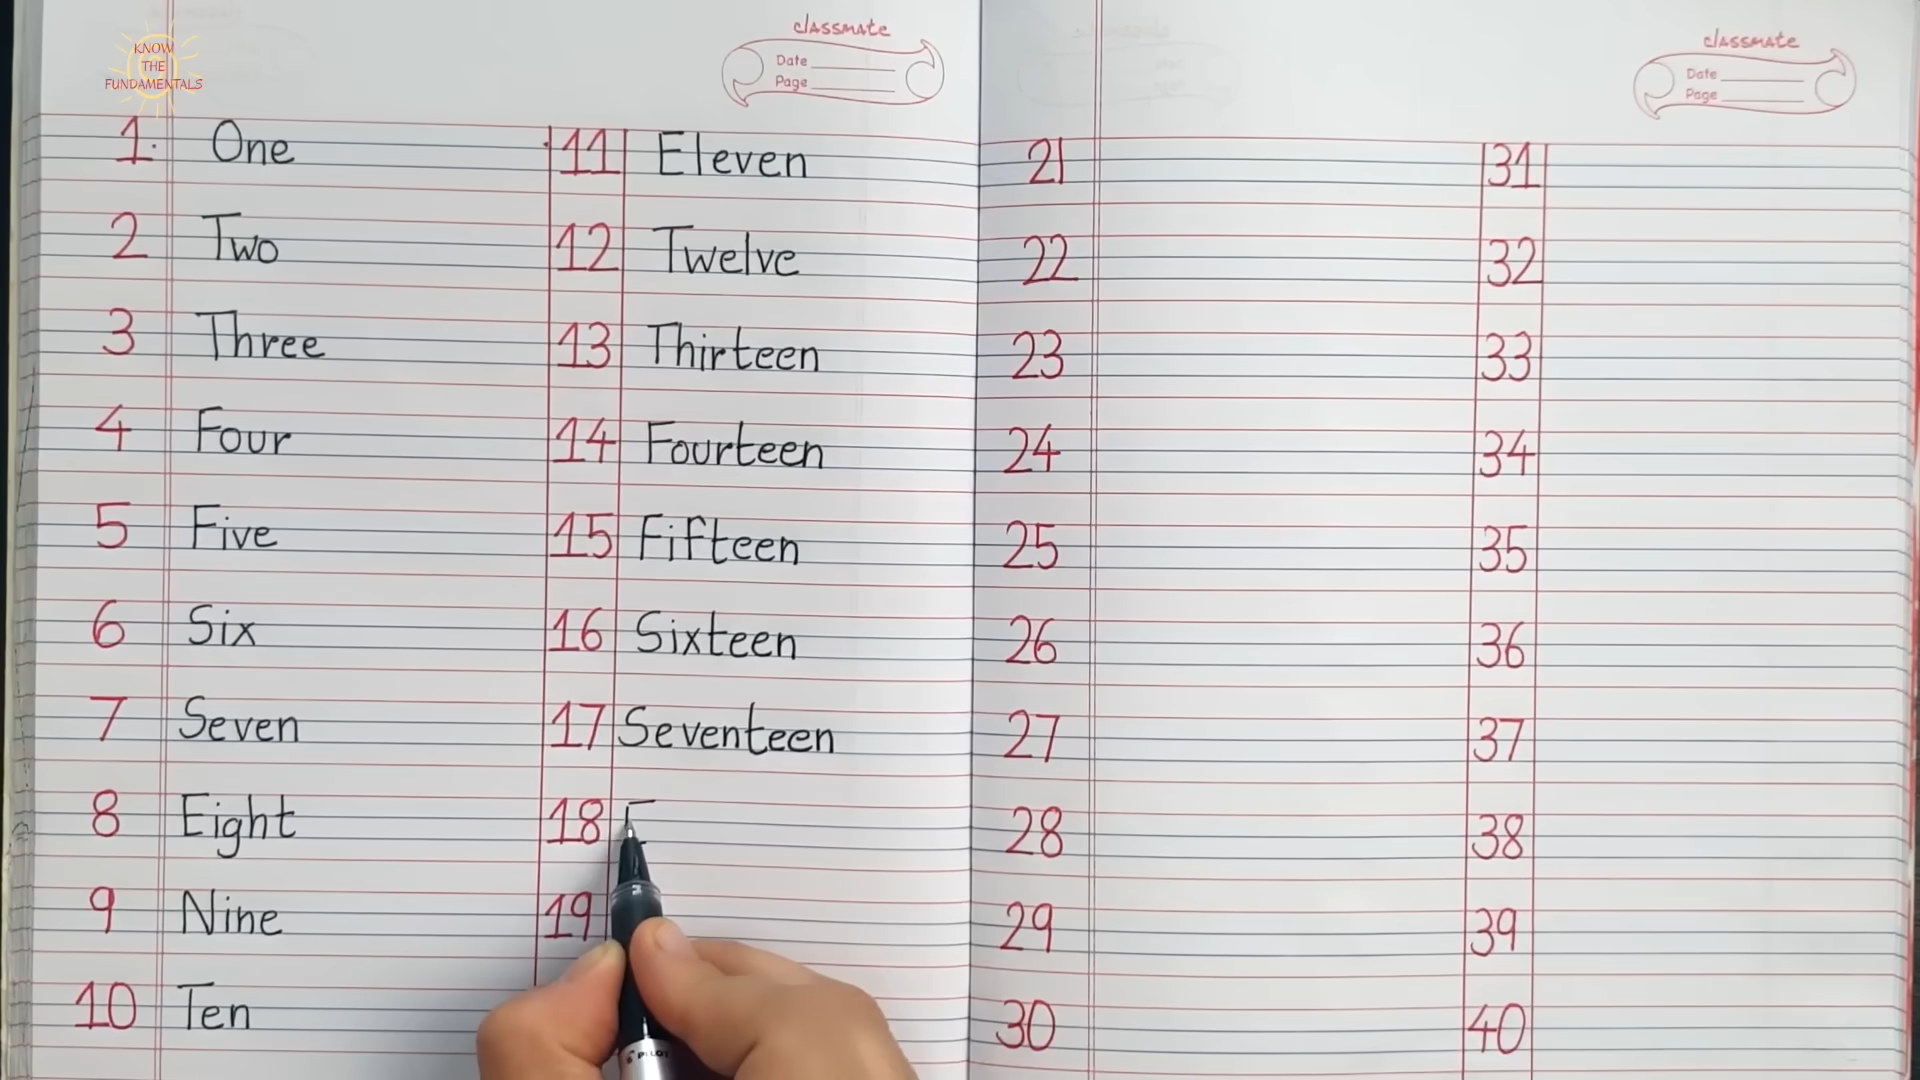 KNOW
THE
FUNDAMENTALS
classmate
Date
Page
classmate
Date
Page
1. One
2 Two
3 Three
4 Four
5 Five
6 Six
7 Seven
8 Eight
9 Nine
10 Ten
11 Eleven
12 Twelve
13 Thirteen
14 Fourteen
15 Fifteen
16 Sixteen
17 Seventeen
18
19
21
22
23
24
25
26
27
28
29
30
31
32
33
34
35
36
37
38
39
40
PILOT